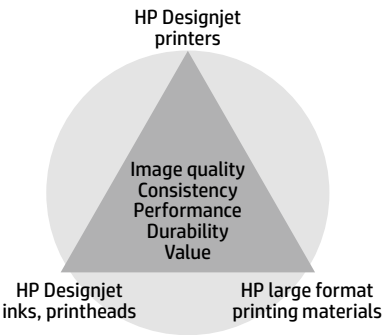 HP Designjet
printers
Image quality
Consistency
Performance
Durability
Value
HP Designjet
inks, printheads
HP large format
printing materials